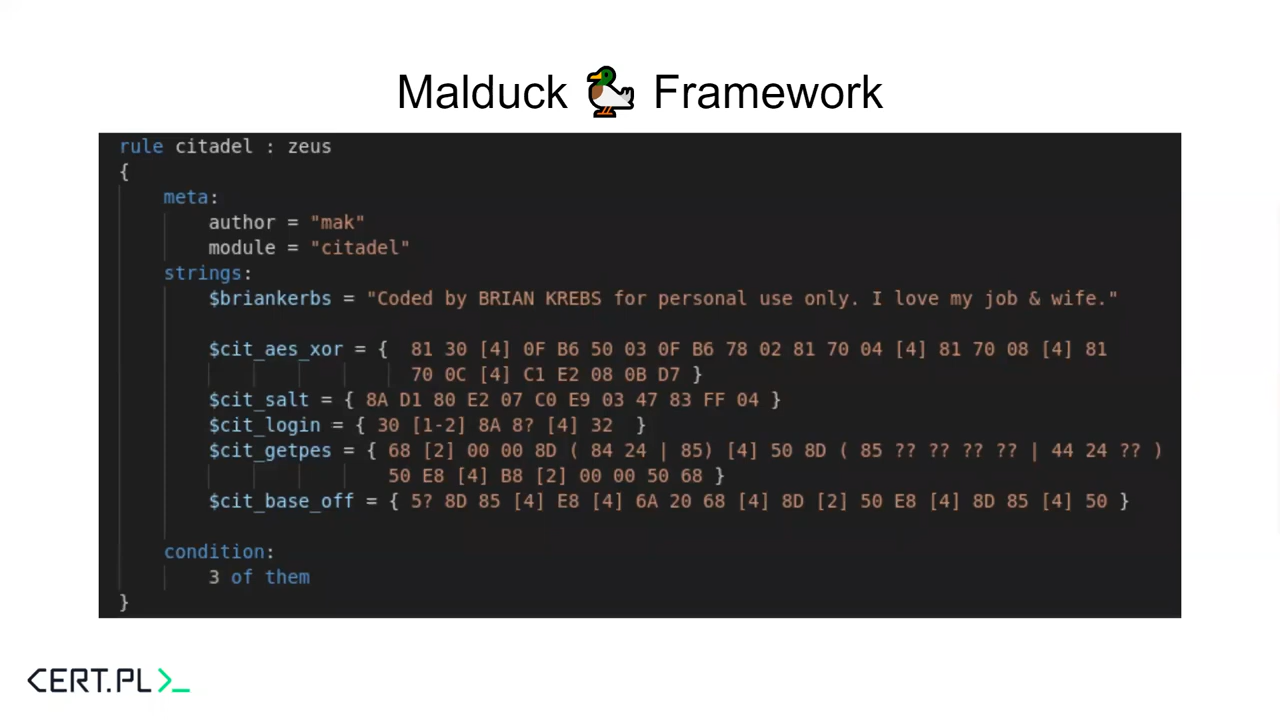 Malduck 🦆 Framework
rule citadel : zeus
{
meta:
author = "mak"
module = "citadel"
strings:
$briankerbs = "Coded by BRIAN KREBS for personal use only. I love my job & wife."
$cit_aes_xor = {  81 30 [4] 0F B6 50 03 0F B6 78 02 81 70 04 [4] 81 70 08 [4] 81
70 0C [4] C1 E2 08 0B D7 }
$cit_salt = { 8A D1 80 E2 07 C0 E9 03 47 83 FF 04 }
$cit_login = { 30 [1-2] 8A 8? [4] 32  }
$cit_getpes = { 68 [2] 00 00 8D ( 84 24 | 85) [4] 50 8D ( 85 ?? ?? ?? ?? | 44 24 ?? )
50 E8 [4] B8 [2] 00 00 50 68 }
$cit_base_off = { 5? 8D 85 [4] E8 [4] 6A 20 68 [4] 8D [2] 50 E8 [4] 8D 85 [4] 50 }
condition:
3 of them
}
CERT.PL>_